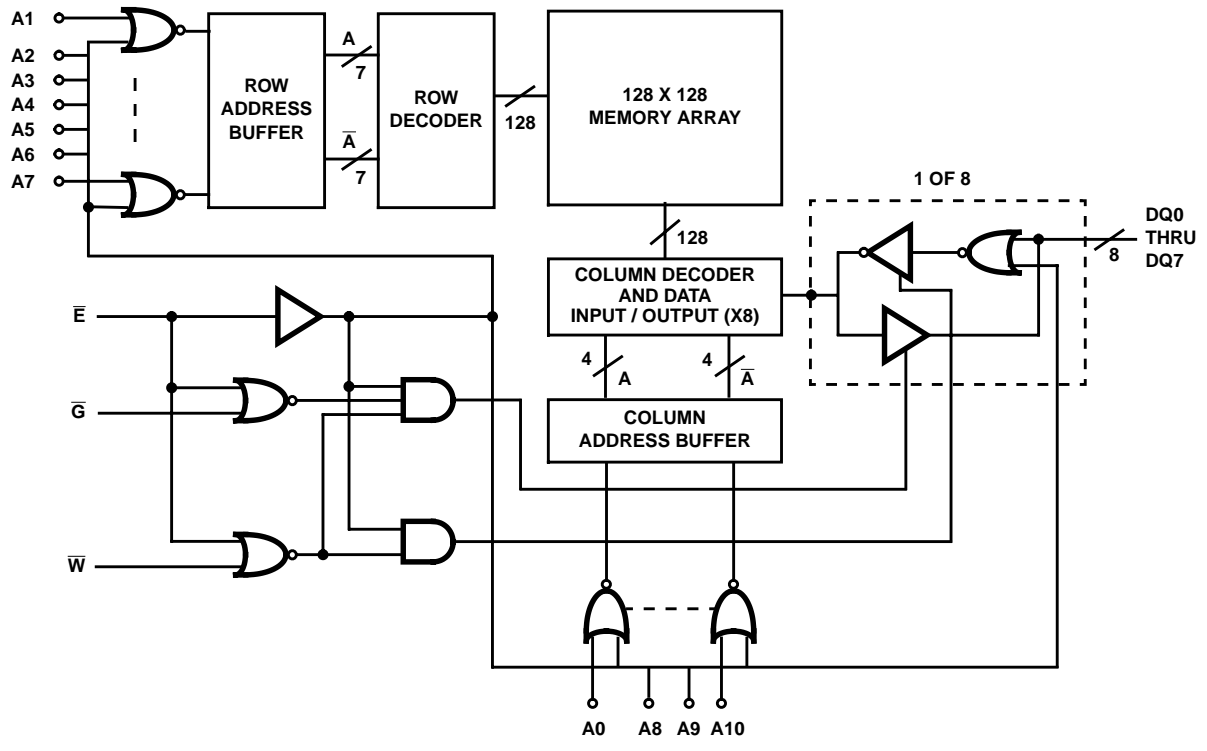 A1
A2
A3
A4
A5
A6
A7
ROW
ADDRESS
BUFFER
A
7
A̅
7
ROW
DECODER
128
128 X 128
MEMORY ARRAY
128
1 OF 8
DQ0
THRU
DQ7
8
COLUMN DECODER
AND DATA
INPUT / OUTPUT (X8)
E̅
4
A
4
A̅
G̅
COLUMN
ADDRESS BUFFER
W̅
A0
A8
A9
A10